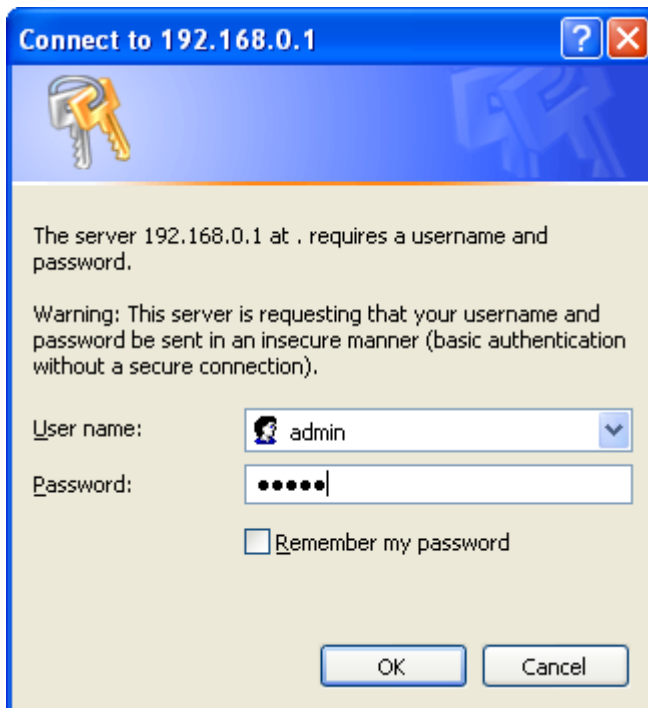 Connect to 192.168.0.1
The server 192.168.0.1 at . requires a username and
password.
Warning: This server is requesting that your username and
password be sent in an insecure manner (basic authentication
without a secure connection).
User name:
admin
Password:
•••••
Remember my password
OK
Cancel